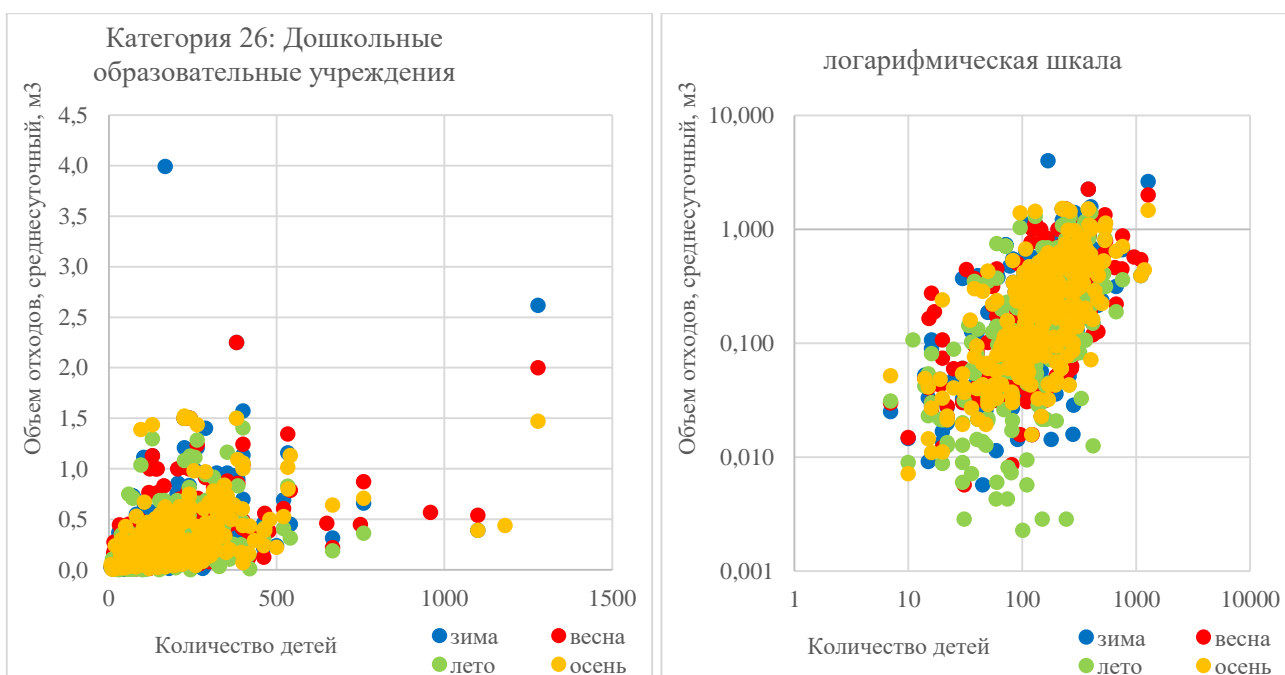 Категория 26: Дошкольные
образовательные учреждения
Объем отходов, среднесуточный, м3
4,5
4,0
3,5
3,0
2,5
2,0
1,5
1,0
0,5
0,0
0
500
1000
1500
Количество детей
зима
весна
лето
осень
логарифмическая шкала
Объем отходов, среднесуточный, м3
10,000
1,000
0,100
0,010
0,001
1
10
100
1000
10000
Количество детей
зима
весна
лето
осень